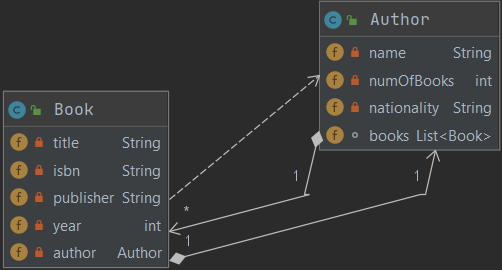 Author
name String
numOfBooks int
nationality String
books List<Book>
Book
title String
isbn String
publisher String
year int
author Author
1
*
1
1